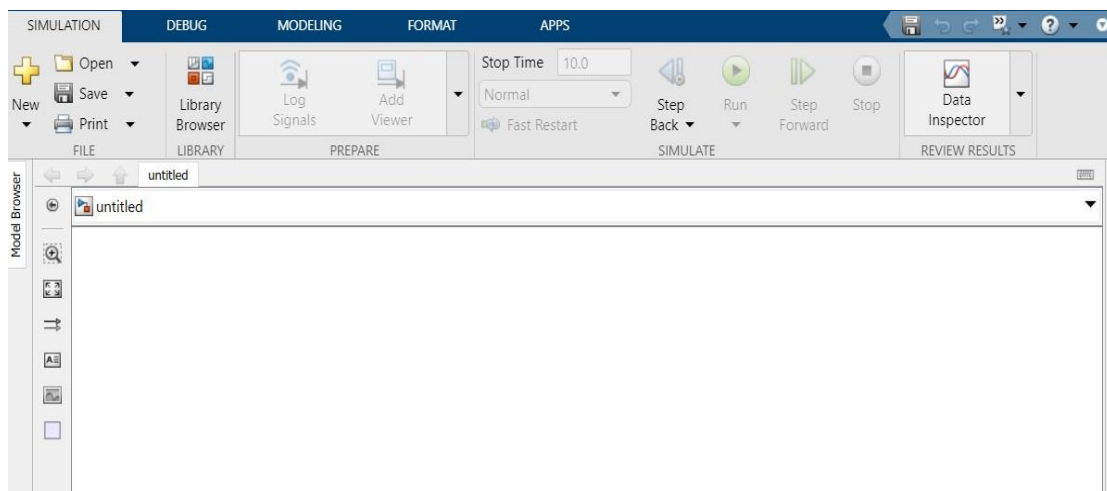 SIMULATION DEBUG MODELING FORMAT APPS
New
Open
Save
Print
FILE
Library
Browser
LIBRARY
Log
Signals
Add
Viewer
PREPARE
Stop Time 10.0
Normal
Fast Restart
Step
Back
Run
Step
Forward
Stop
SIMULATE
Data
Inspector
REVIEW RESULTS
Model Browser
untitled
untitled